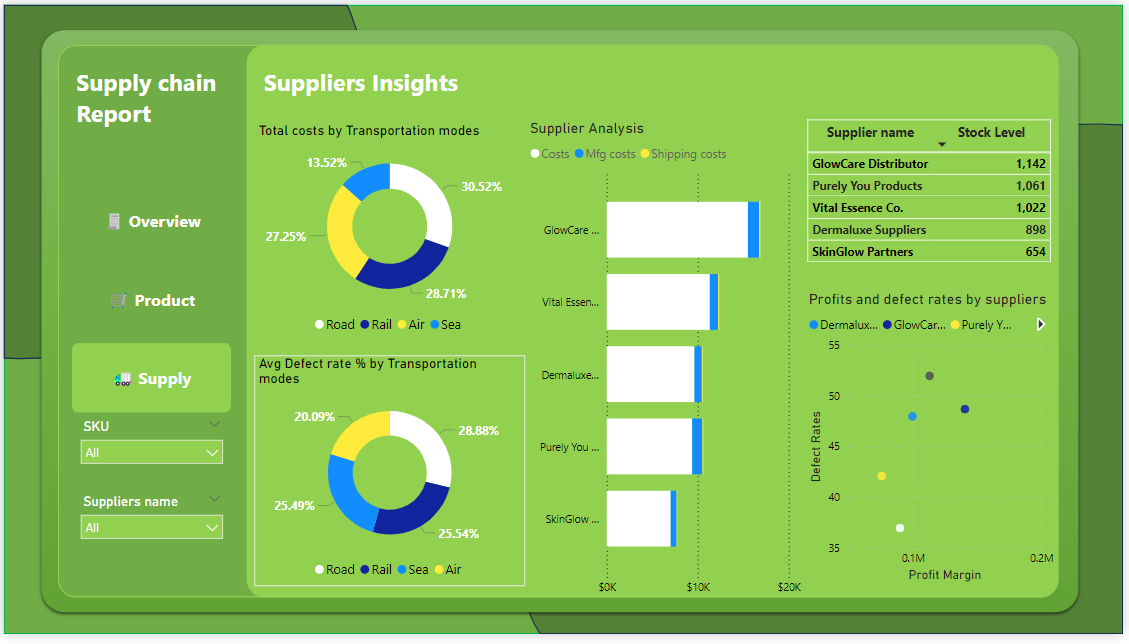 Supply chain
Report
Overview
Product
Supply
SKU
All
Suppliers name
All
Suppliers Insights
Total costs by Transportation modes
13.52%
30.52%
27.25%
28.71%
Road Rail Air Sea
Avg Defect rate % by Transportation
modes
20.09%
28.88%
25.49%
25.54%
Road Rail Sea Air
Supplier Analysis
Costs Mfg costs Shipping costs
GlowCare ...
Vital Essen...
Dermaluxe...
Purely You ...
SkinGlow ...
$0K $10K $20K
Supplier name Stock Level
GlowCare Distributor 1,142
Purely You Products 1,061
Vital Essence Co. 1,022
Dermaluxe Suppliers 898
SkinGlow Partners 654
Profits and defect rates by suppliers
Dermalux... GlowCar... Purely Y...
55
50
45
40
35
Defect Rates
0.1M 0.2M
Profit Margin